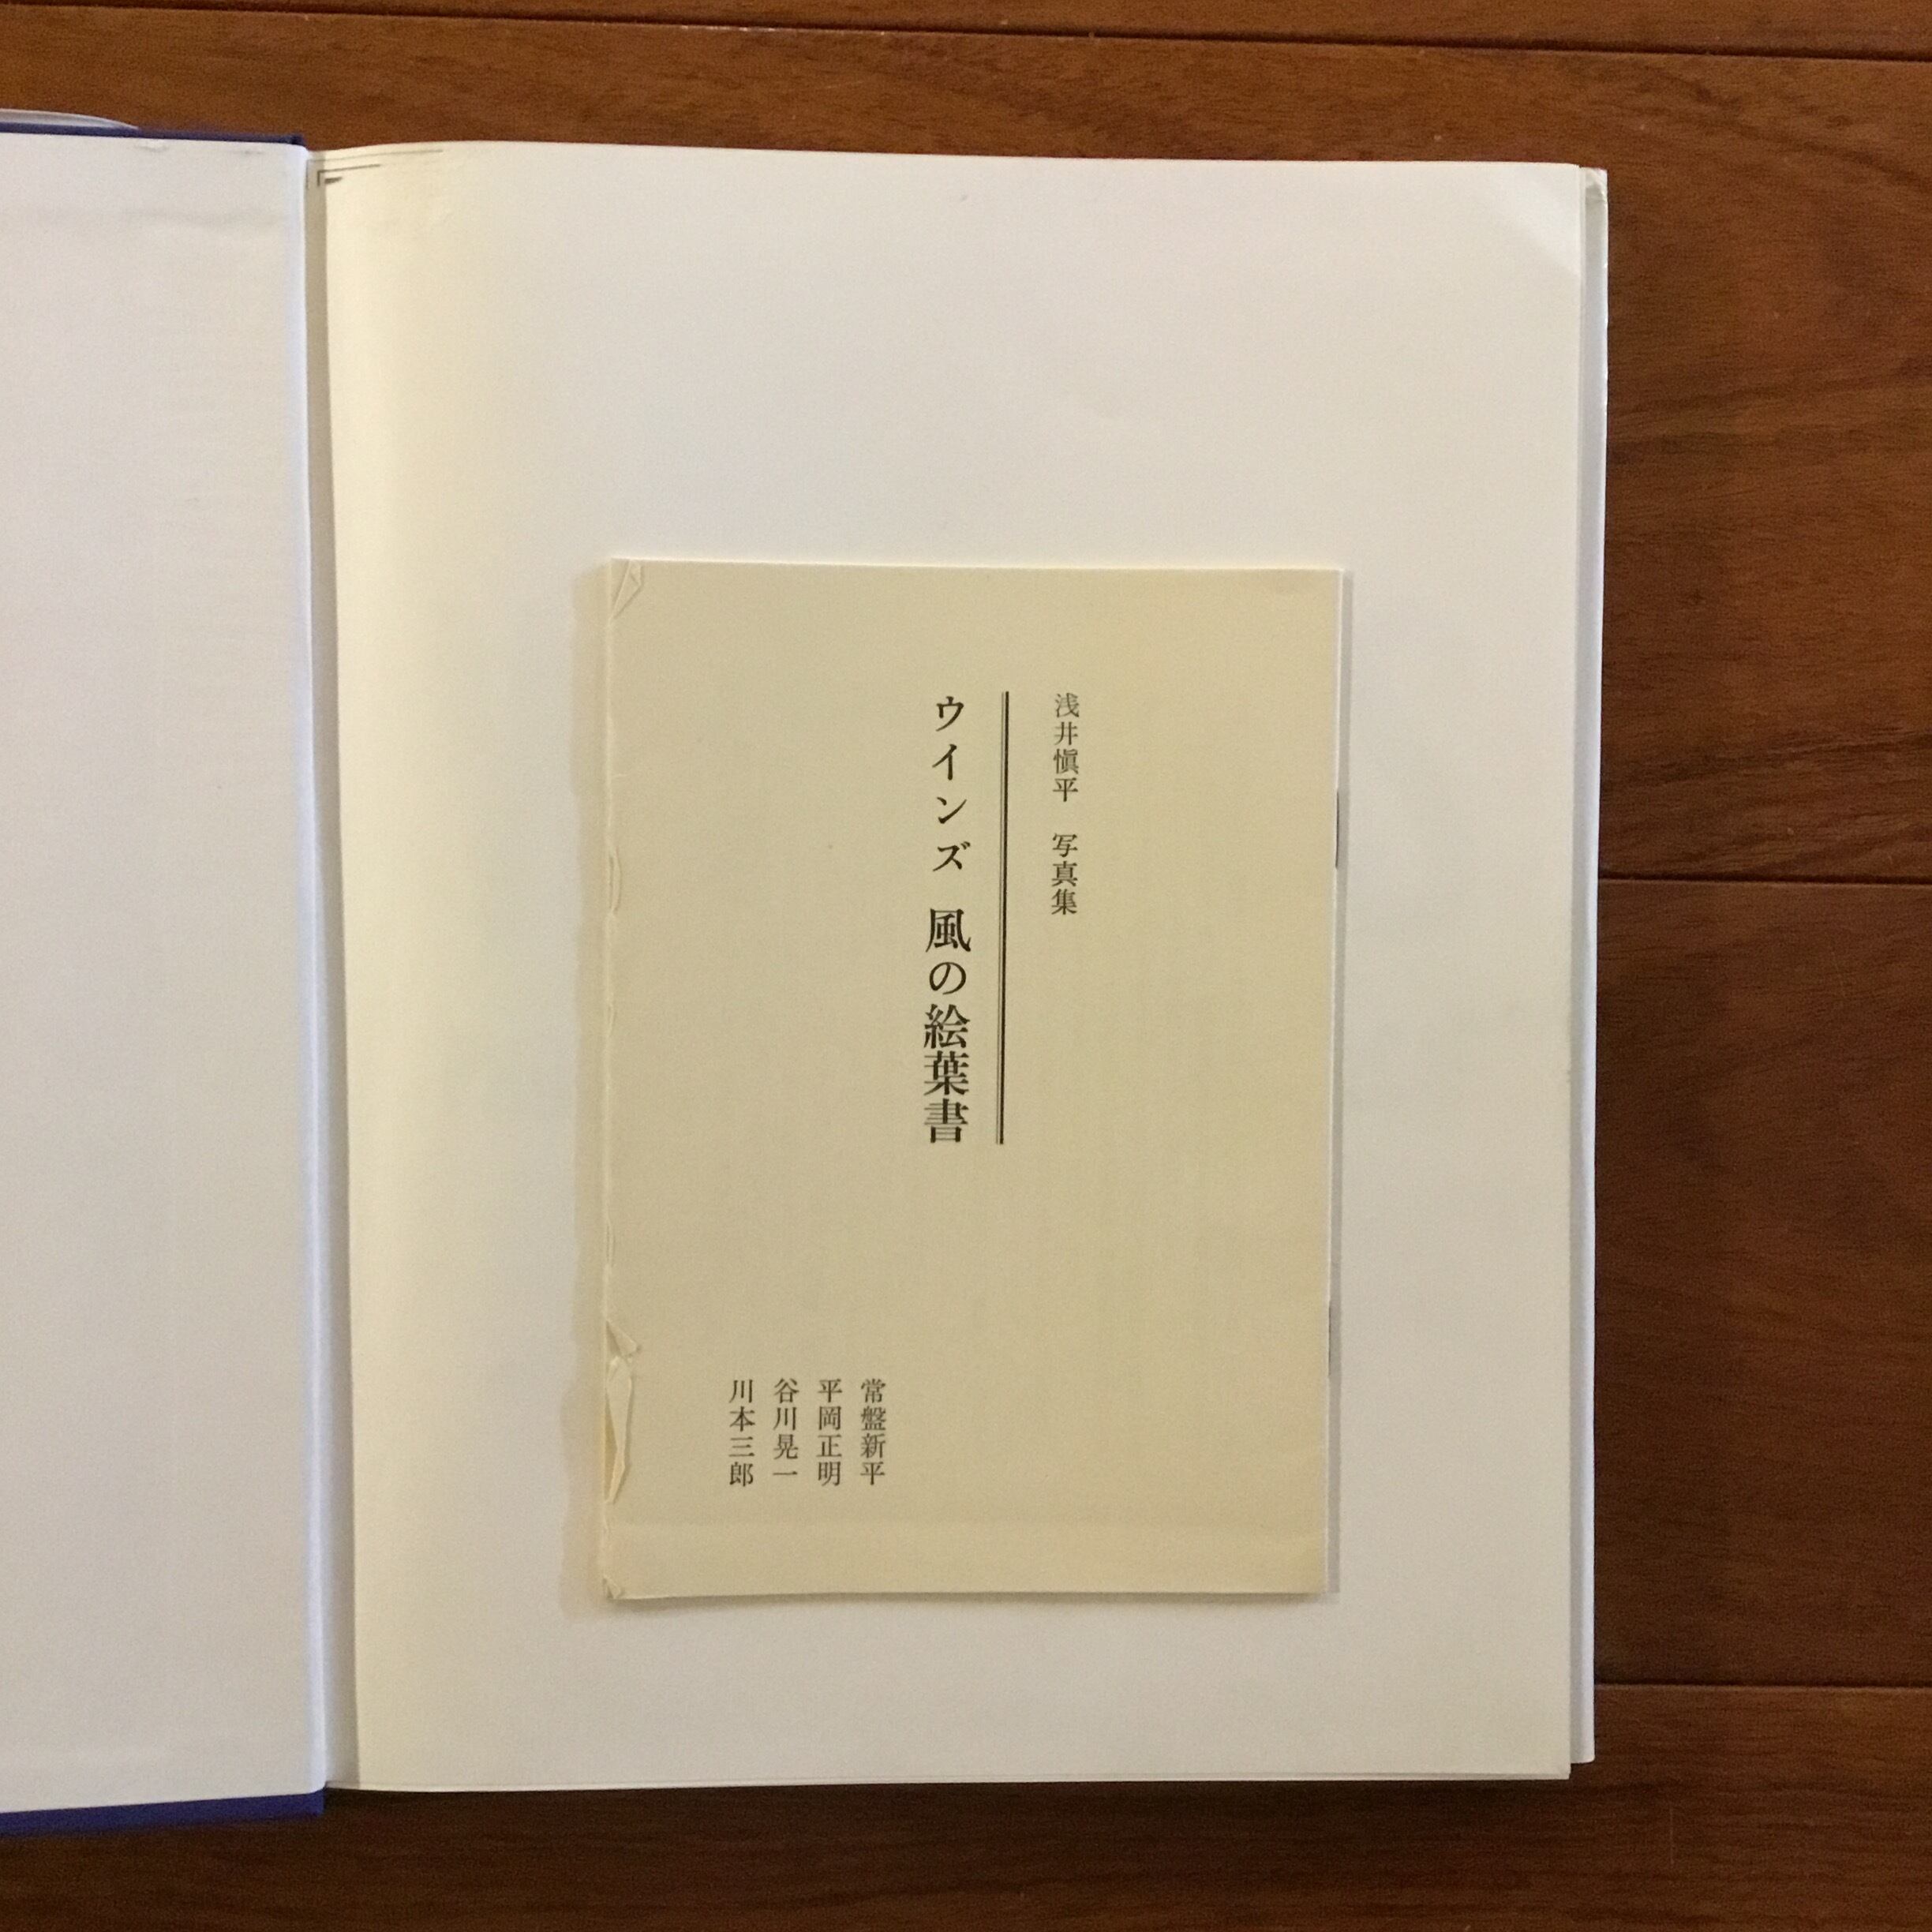 浅井愼平　写真集
ウインズ 風の絵葉書
常盤新平
平岡正明
谷川晃一
川本三郎